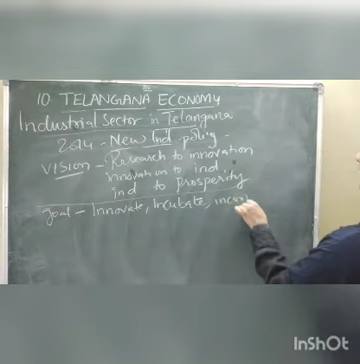 10 TELANGANA ECONOMY
Industrial Sector in Telangana
2014 - New Ind policy -
VISION - Research to innovation
innovation to ind
ind to prosperity
Goal - Innovate, Incubate,
InShOt